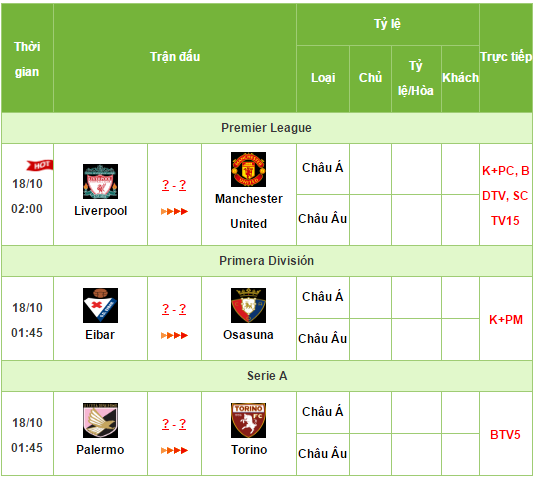 Thời gian
Trận đấu
Tỷ lệ
Trực tiếp
Loại
Chủ
Tỷ lệ/Hòa
Khách
Premier League
HOT
18/10
02:00
Liverpool
? - ?
Manchester
United
Châu Á
Châu Âu
K+PC, B
DTV, SC
TV15
Primera División
18/10
01:45
Eibar
? - ?
Osasuna
Châu Á
Châu Âu
K+PM
Serie A
18/10
01:45
Palermo
? - ?
TORINO
FC
Torino
Châu Á
Châu Âu
BTV5